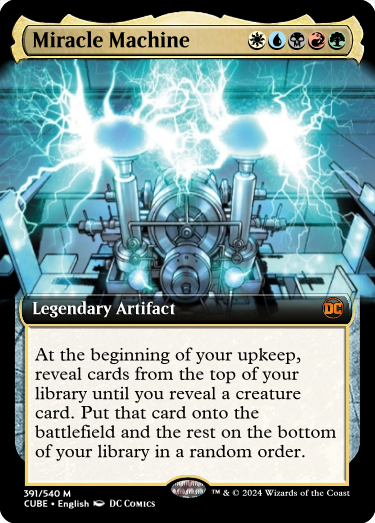 Miracle Machine
Legendary Artifact
DC
At the beginning of your upkeep,
reveal cards from the top of your
library until you reveal a creature
card. Put that card onto the
battlefield and the rest on the bottom
of your library in a random order.
391/540 M
CUBE • English DC Comics
™ & © 2024 Wizards of the Coast